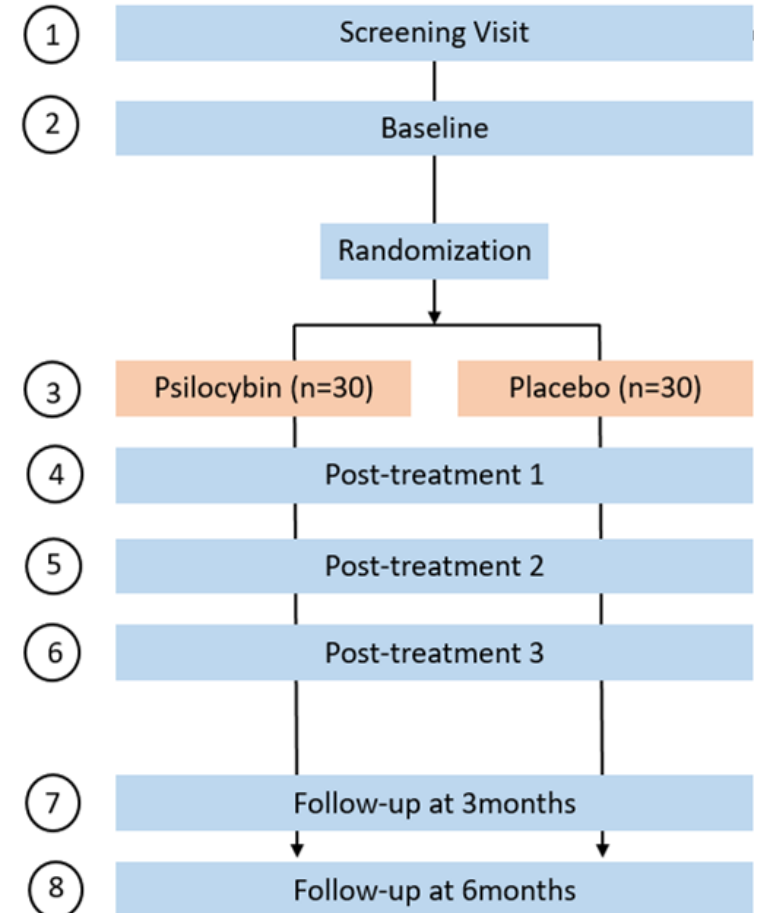 1 Screening Visit
2 Baseline
Randomization
3 Psilocybin (n=30) Placebo (n=30)
4 Post-treatment 1
5 Post-treatment 2
6 Post-treatment 3
7 Follow-up at 3months
8 Follow-up at 6months